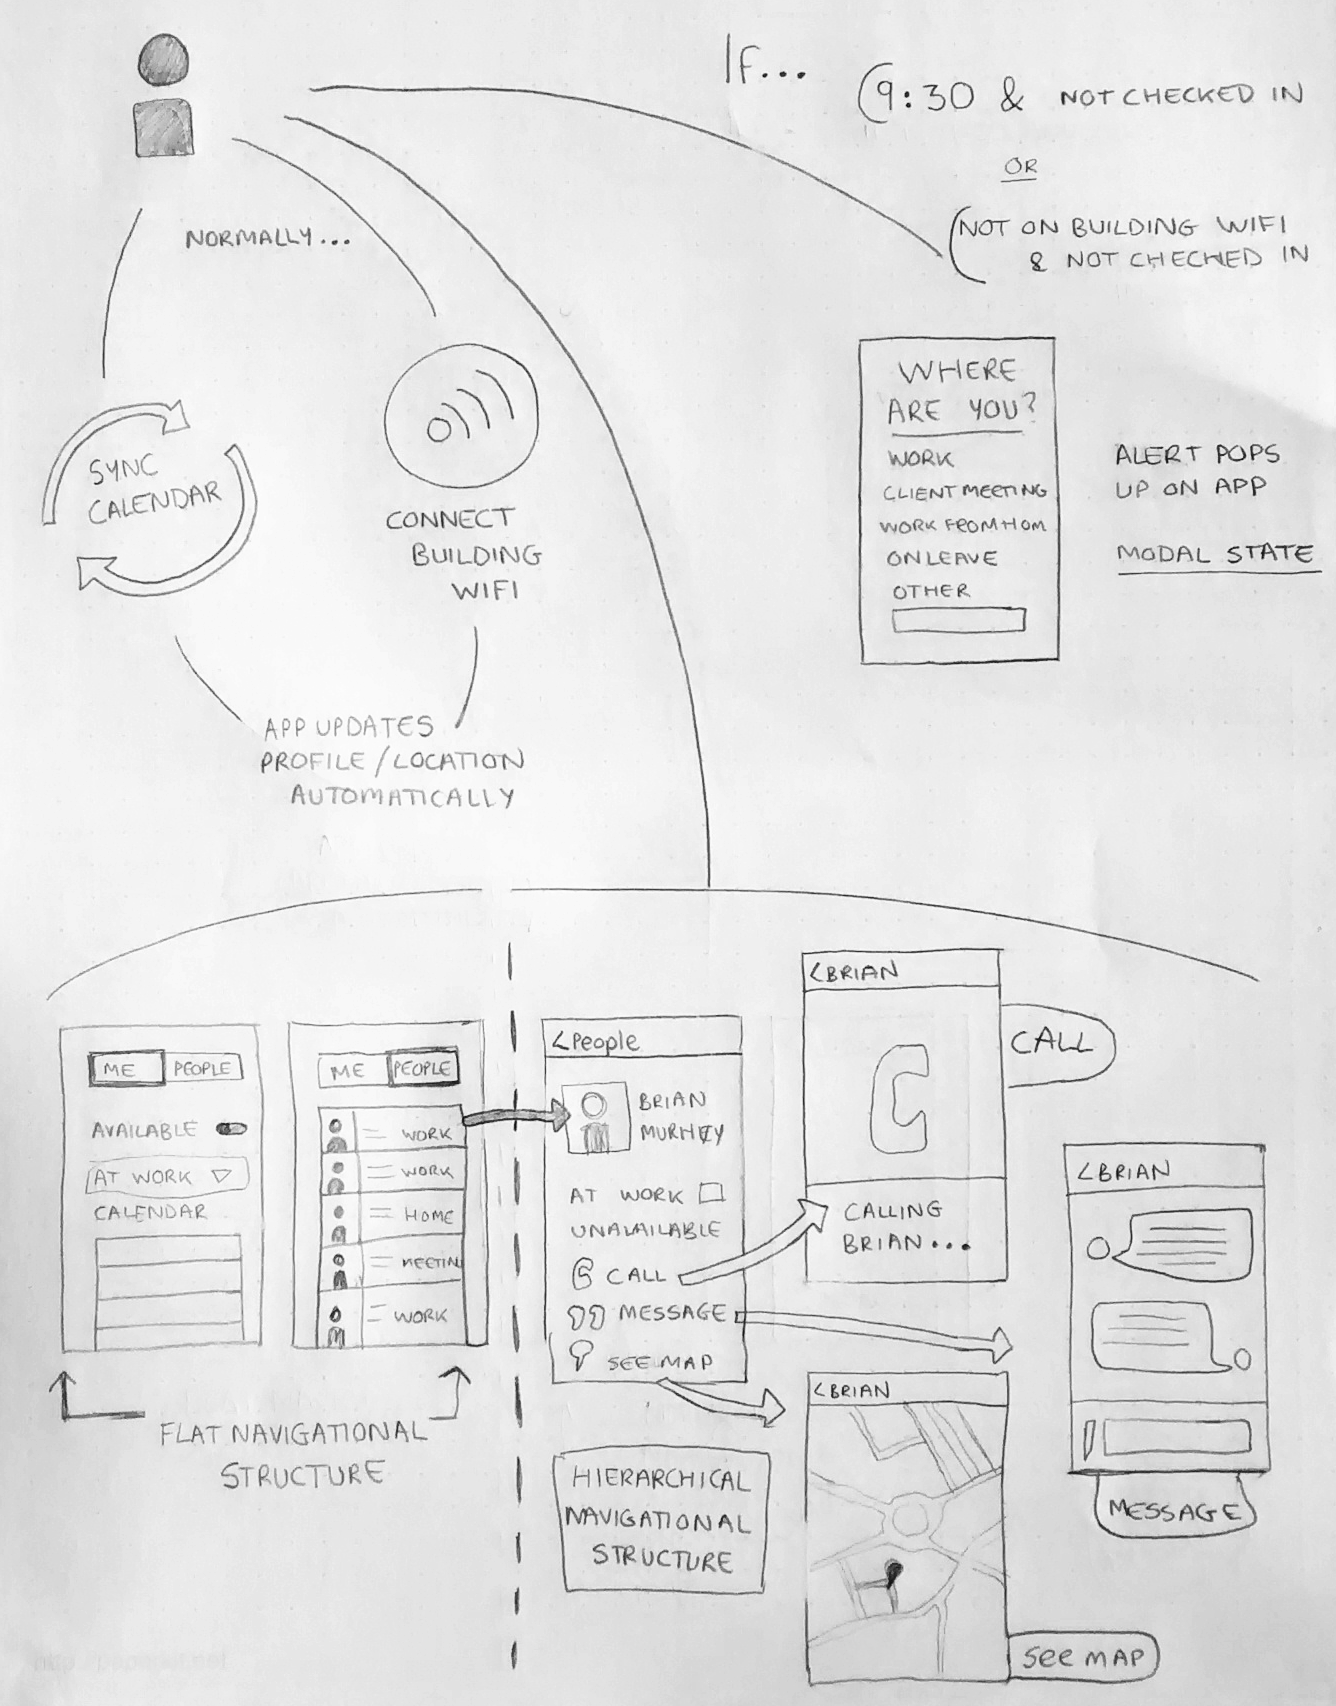 If...
(9:30 & NOT CHECKED IN
OR
(NOT ON BUILDING WIFI
& NOT CHECHED IN
NORMALLY...
SYNC
CALENDAR
CONNECT
BUILDING
WIFI
APP UPDATES
PROFILE/LOCATION
AUTOMATICALLY
WHERE
ARE YOU?
WORK
CLIENT MEETING
WORK FROM HOM
ON LEAVE
OTHER
ALERT POPS
UP ON APP
MODAL STATE
ME PEOPLE
AVAILABLE
AT WORK
CALENDAR
ME PEOPLE
WORK
WORK
HOME
MEETIN
WORK
FLAT NAVIGATIONAL
STRUCTURE
<People
BRIAN
AT WORK
UNAVAILABLE
CALL
MESSAGE
SEE MAP
HIERARCHICAL
NAVIGATIONAL
STRUCTURE
<BRIAN
CALLING
BRIAN...
CALL
<BRIAN
MESSAGE
<BRIAN
SEE MAP